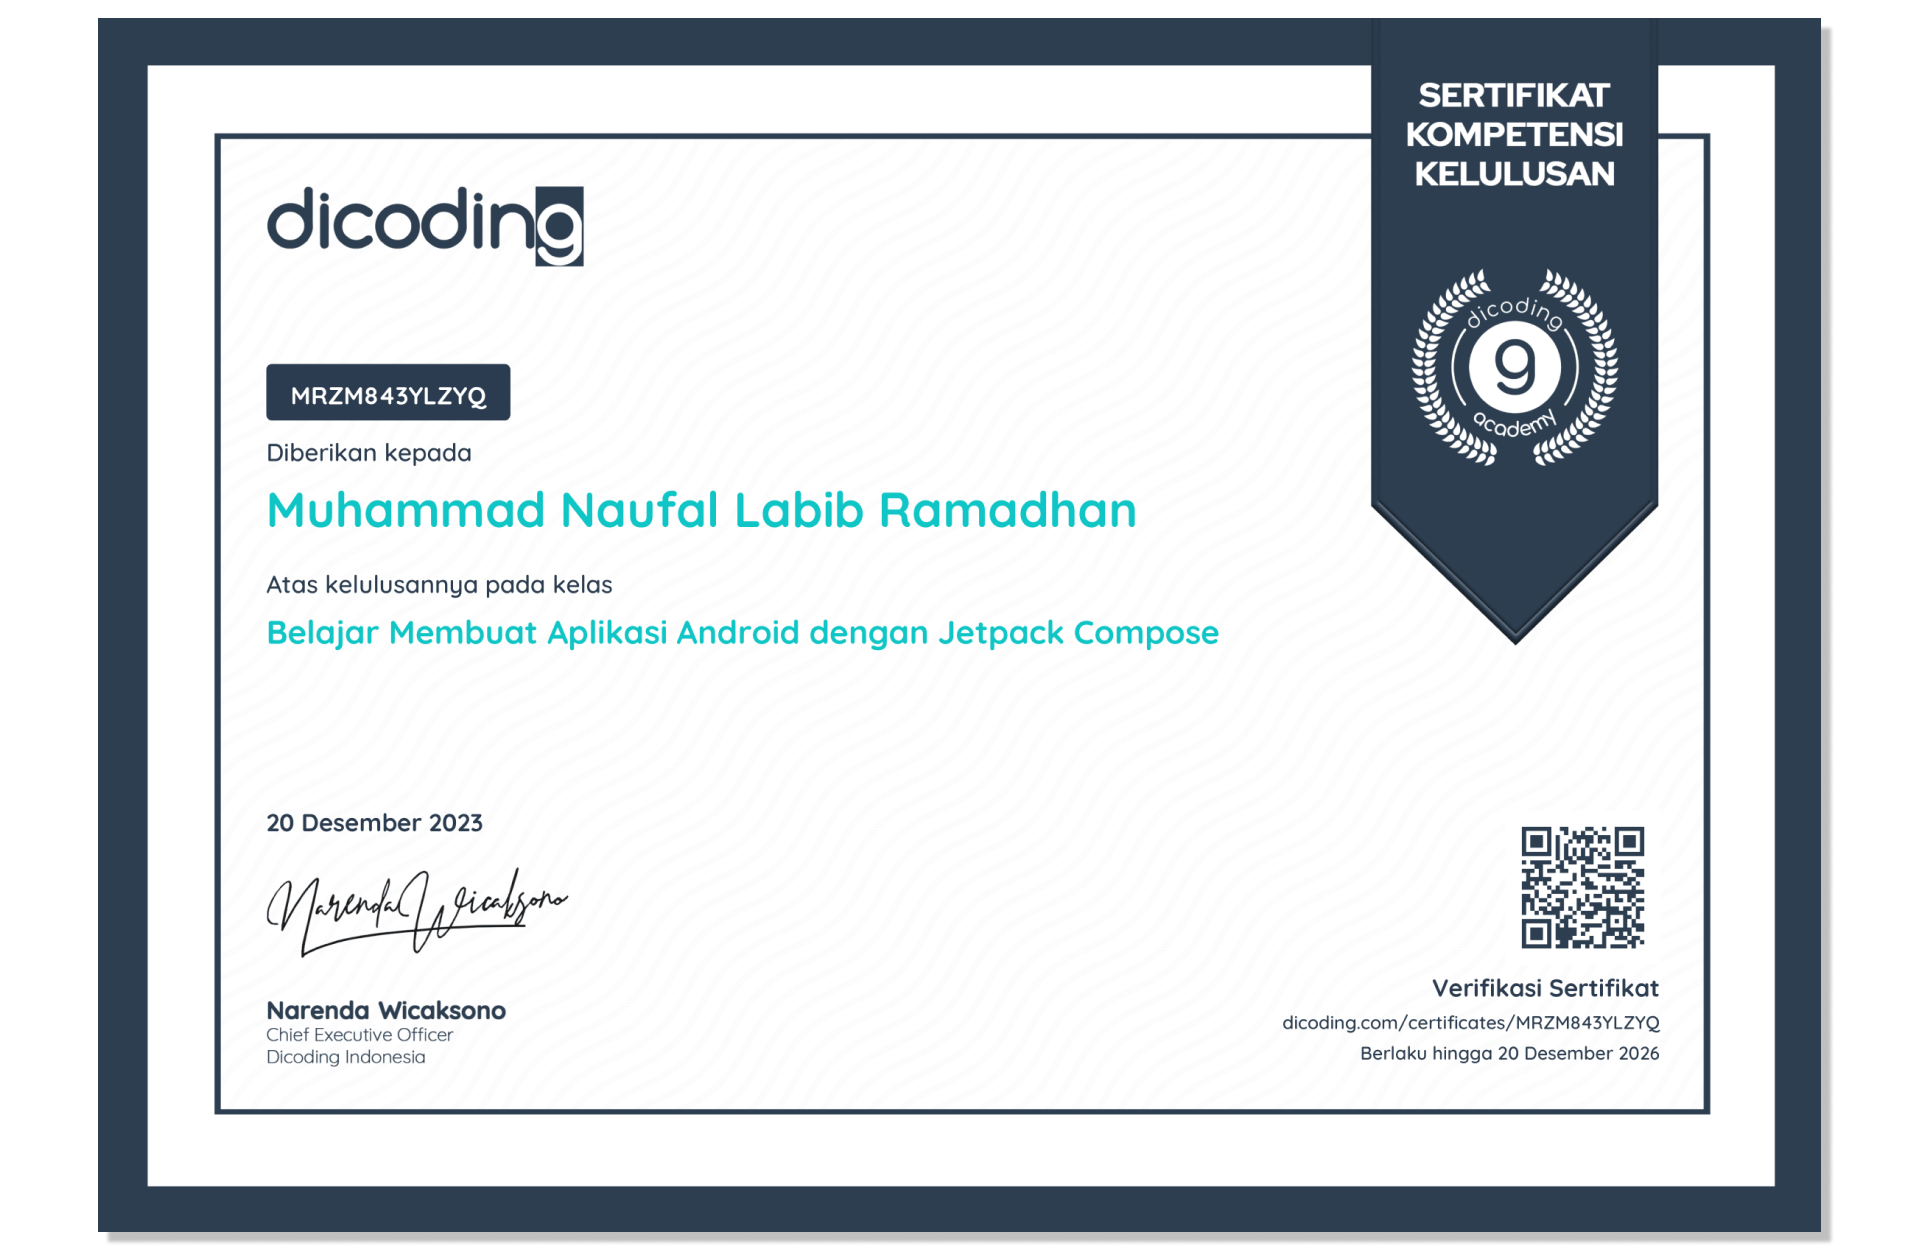 SERTIFIKAT
KOMPETENSI
KELULUSAN
dicoding
dicoding
g
academy
MRZM843YLZYQ
Diberikan kepada
Muhammad Naufal Labib Ramadhan
Atas kelulusannya pada kelas
Belajar Membuat Aplikasi Android dengan Jetpack Compose
20 Desember 2023
Narenda Wicaksono
Narenda Wicaksono
Chief Executive Officer
Dicoding Indonesia
Verifikasi Sertifikat
dicoding.com/certificates/MRZM843YLZYQ
Berlaku hingga 20 Desember 2026